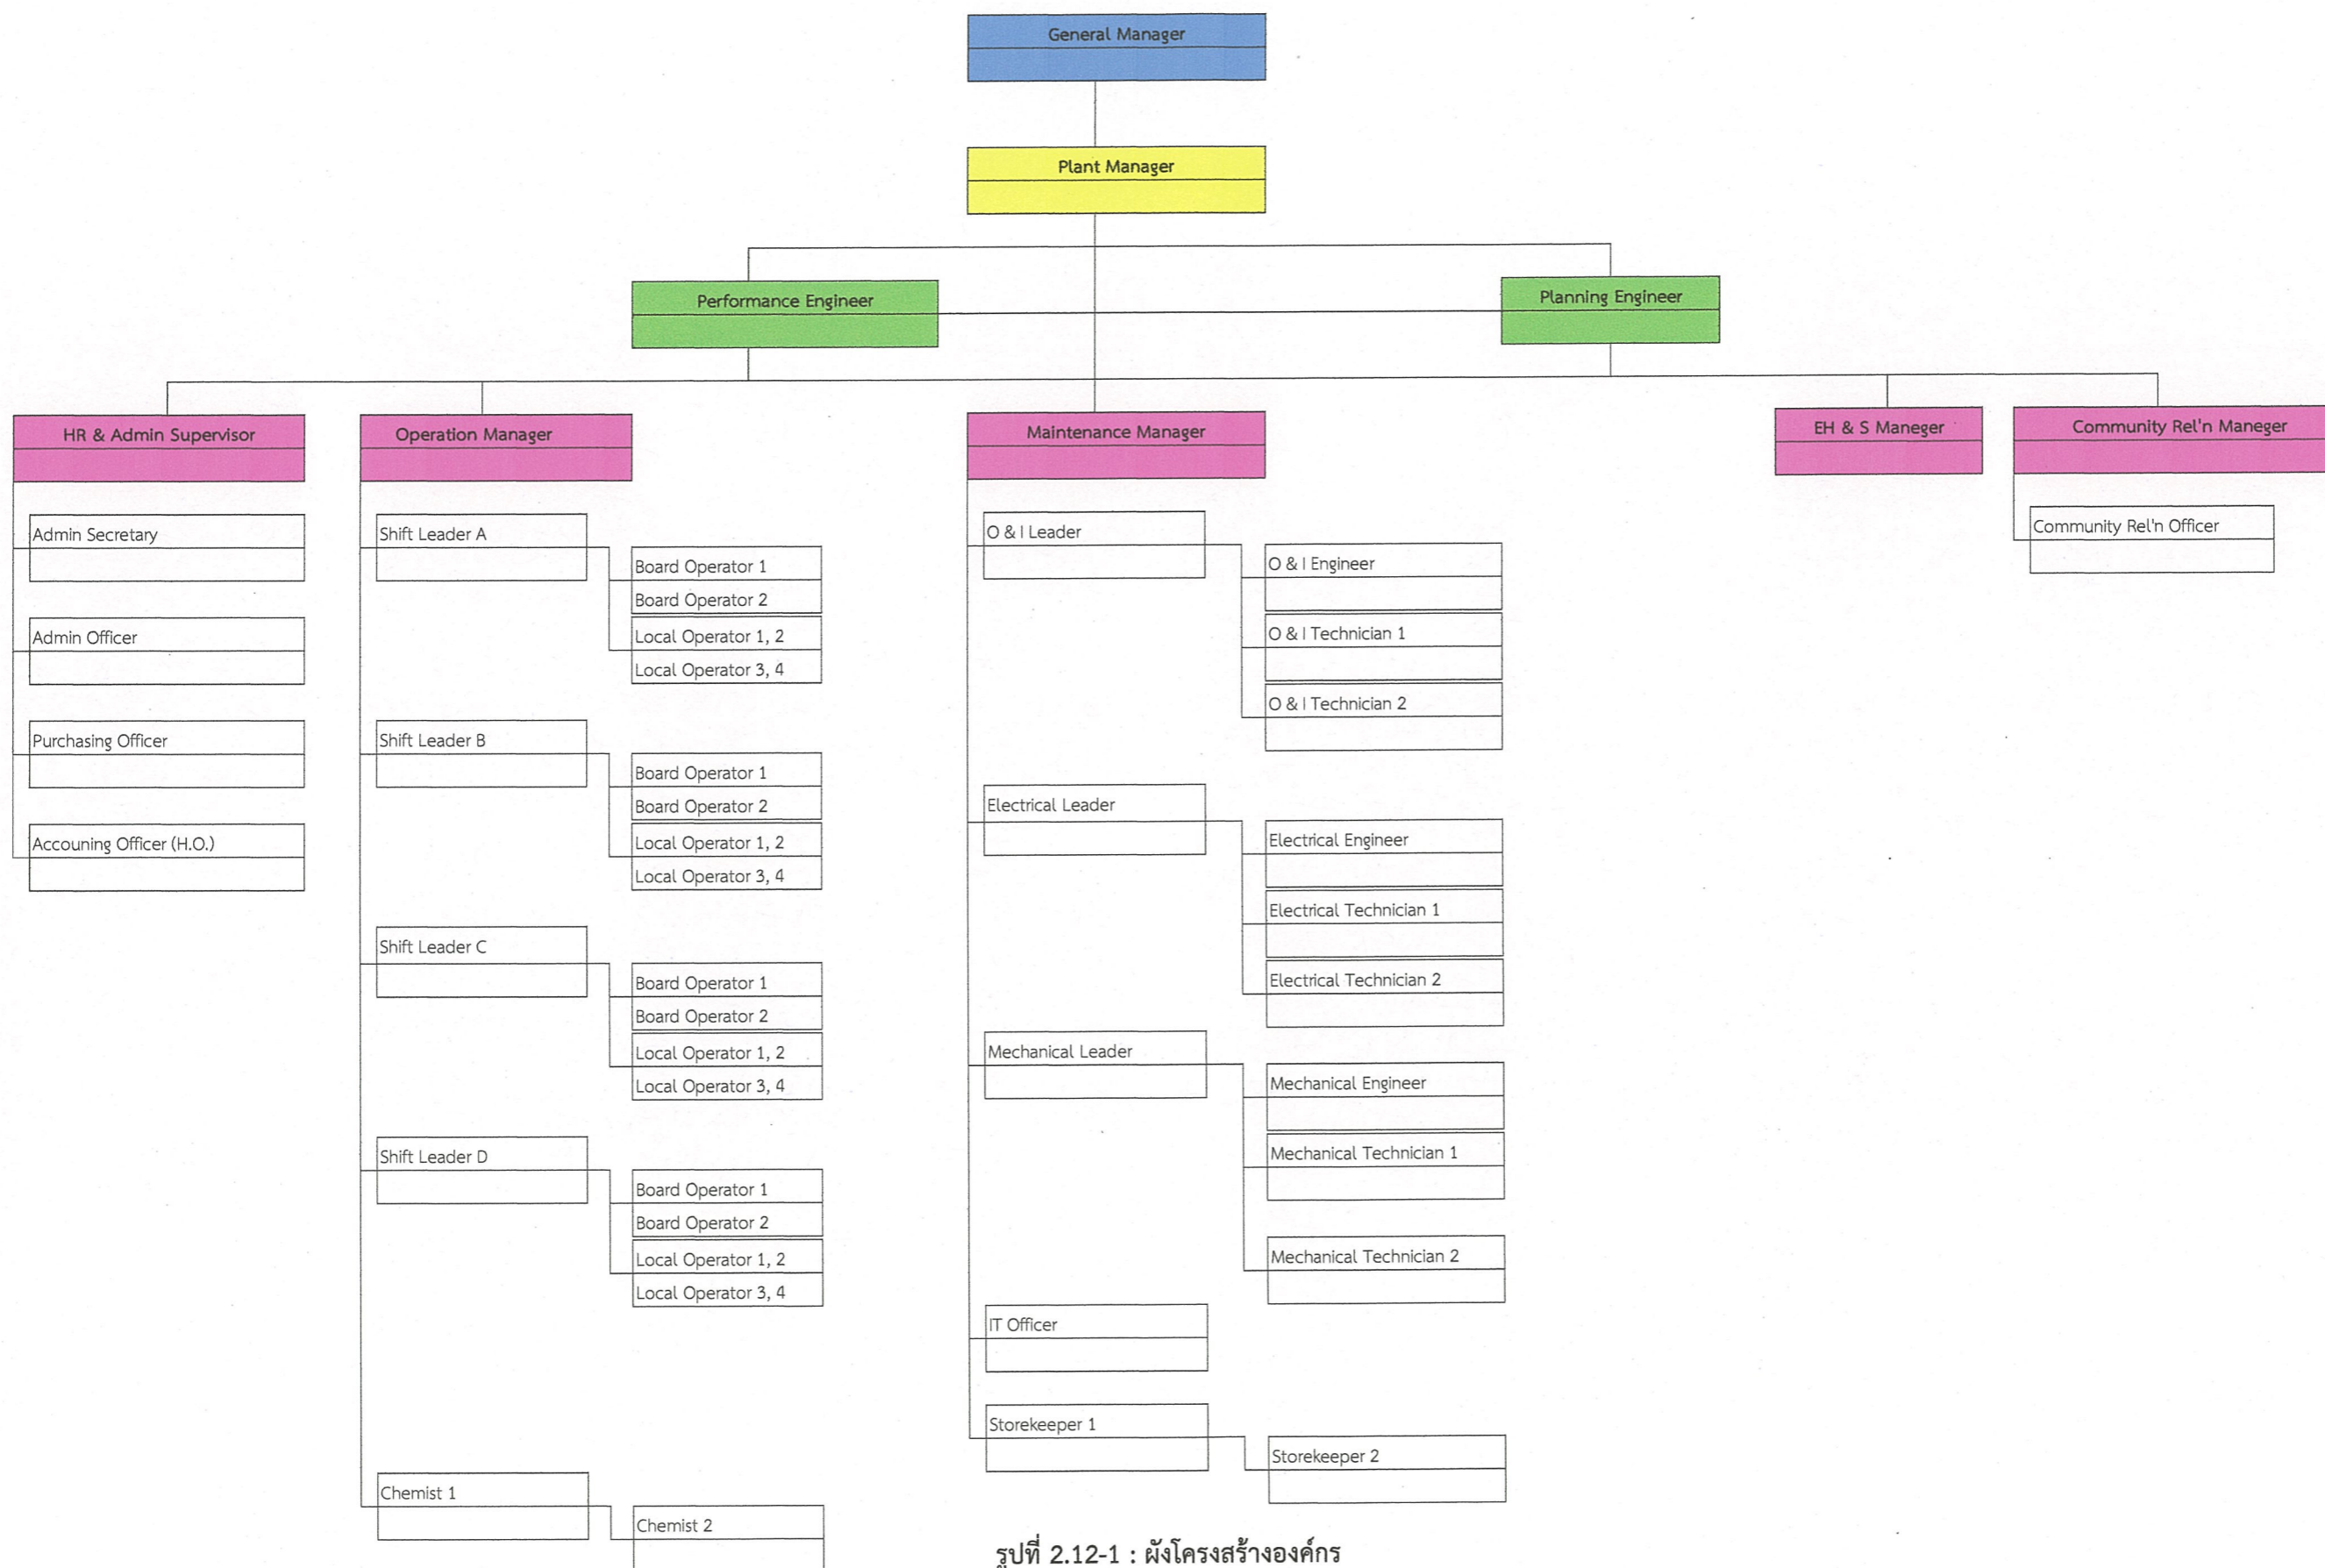 General Manager
Plant Manager
Performance Engineer
Planning Engineer
HR & Admin Supervisor
Operation Manager
Maintenance Manager
EH & S Maneger
Community Rel'n Maneger
Admin Secretary
Admin Officer
Purchasing Officer
Accouning Officer (H.O.)
Shift Leader A
Board Operator 1
Board Operator 2
Local Operator 1, 2
Local Operator 3, 4
Shift Leader B
Board Operator 1
Board Operator 2
Local Operator 1, 2
Local Operator 3, 4
Shift Leader C
Board Operator 1
Board Operator 2
Local Operator 1, 2
Local Operator 3, 4
Shift Leader D
Board Operator 1
Board Operator 2
Local Operator 1, 2
Local Operator 3, 4
Chemist 1
Chemist 2
O & I Leader
O & I Engineer
O & I Technician 1
O & I Technician 2
Electrical Leader
Electrical Engineer
Electrical Technician 1
Electrical Technician 2
Mechanical Leader
Mechanical Engineer
Mechanical Technician 1
Mechanical Technician 2
IT Officer
Storekeeper 1
Storekeeper 2
Community Rel'n Officer
รูปที่ 2.12-1 : ผังโครงสร้างองค์กร